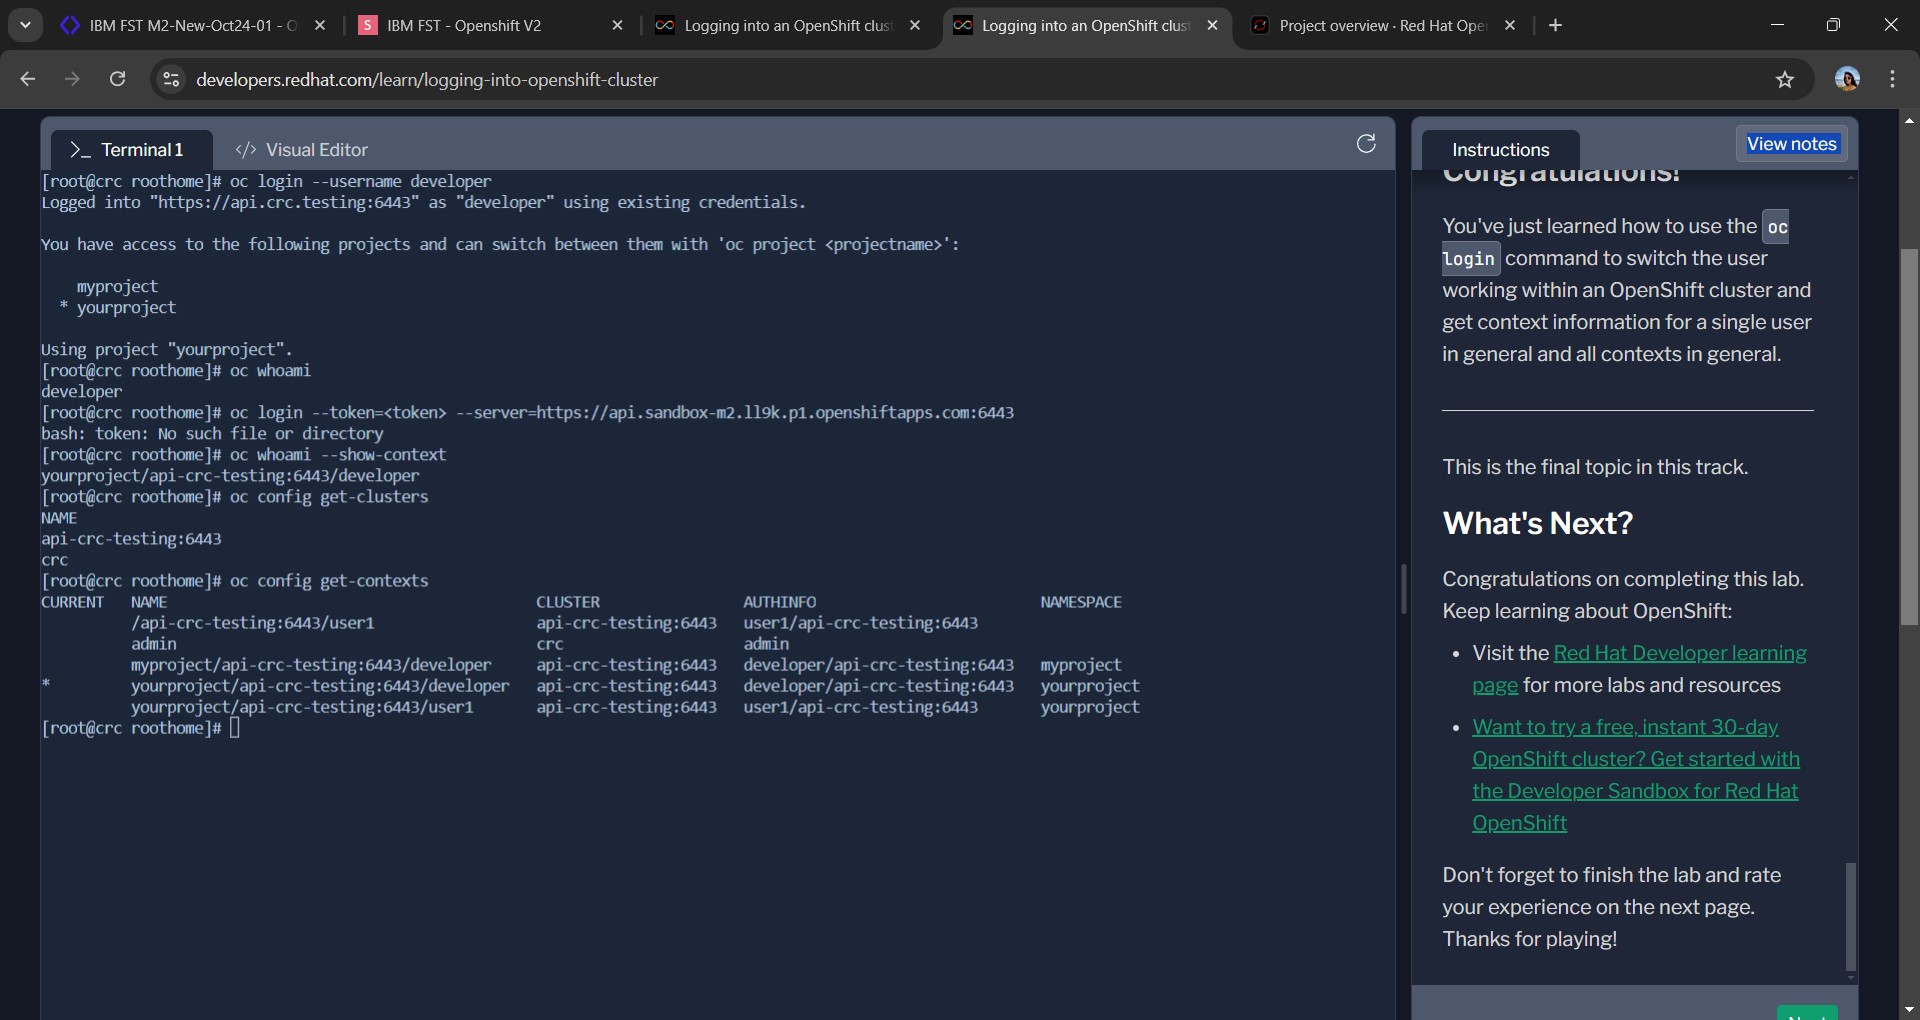 IBM FST M2-New-Oct24-01 - O
S IBM FST - Openshift V2
Logging into an OpenShift clus
Logging into an OpenShift clust
Project overview · Red Hat Ope
developers.redhat.com/learn/logging-into-openshift-cluster
>_ Terminal 1
</> Visual Editor
[root@crc roothome]# oc login --username developer
Logged into "https://api.crc.testing:6443" as "developer" using existing credentials.
You have access to the following projects and can switch between them with 'oc project <projectname>':
myproject
* yourproject
Using project "yourproject".
[root@crc roothome]# oc whoami
developer
[root@crc roothome]# oc login --token=<token> --server=https://api.sandbox-m2.ll9k.p1.openshiftapps.com:6443
bash: token: No such file or directory
[root@crc roothome]# oc whoami --show-context
yourproject/api-crc-testing:6443/developer
[root@crc roothome]# oc config get-clusters
NAME
api-crc-testing:6443
crc
[root@crc roothome]# oc config get-contexts
CURRENT NAME CLUSTER AUTHINFO NAMESPACE
/api-crc-testing:6443/user1 api-crc-testing:6443 user1/api-crc-testing:6443
admin crc admin
myproject/api-crc-testing:6443/developer api-crc-testing:6443 developer/api-crc-testing:6443 myproject
* yourproject/api-crc-testing:6443/developer api-crc-testing:6443 developer/api-crc-testing:6443 yourproject
yourproject/api-crc-testing:6443/user1 api-crc-testing:6443 user1/api-crc-testing:6443 yourproject
[root@crc roothome]#
Instructions
View notes
Congratulations!
You've just learned how to use the oc
login command to switch the user
working within an OpenShift cluster and
get context information for a single user
in general and all contexts in general.
This is the final topic in this track.
What's Next?
Congratulations on completing this lab.
Keep learning about OpenShift:
• Visit the Red Hat Developer learning
page for more labs and resources
• Want to try a free, instant 30-day
OpenShift cluster? Get started with
the Developer Sandbox for Red Hat
OpenShift
Don't forget to finish the lab and rate
your experience on the next page.
Thanks for playing!
Next